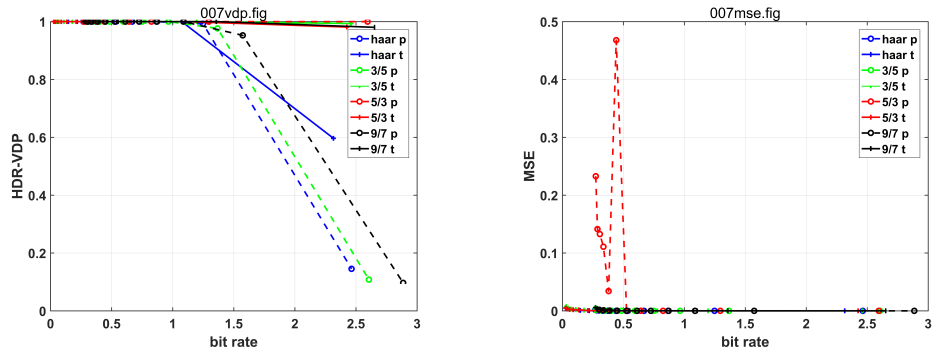 007vdp.fig
HDR-VDP
1
0.8
0.6
0.4
0.2
0
0
0.5
1
1.5
2
2.5
3
bit rate
haar p
haar t
3/5 p
3/5 t
5/3 p
5/3 t
9/7 p
9/7 t
007mse.fig
MSE
0.5
0.4
0.3
0.2
0.1
0
0
0.5
1
1.5
2
2.5
3
bit rate
haar p
haar t
3/5 p
3/5 t
5/3 p
5/3 t
9/7 p
9/7 t